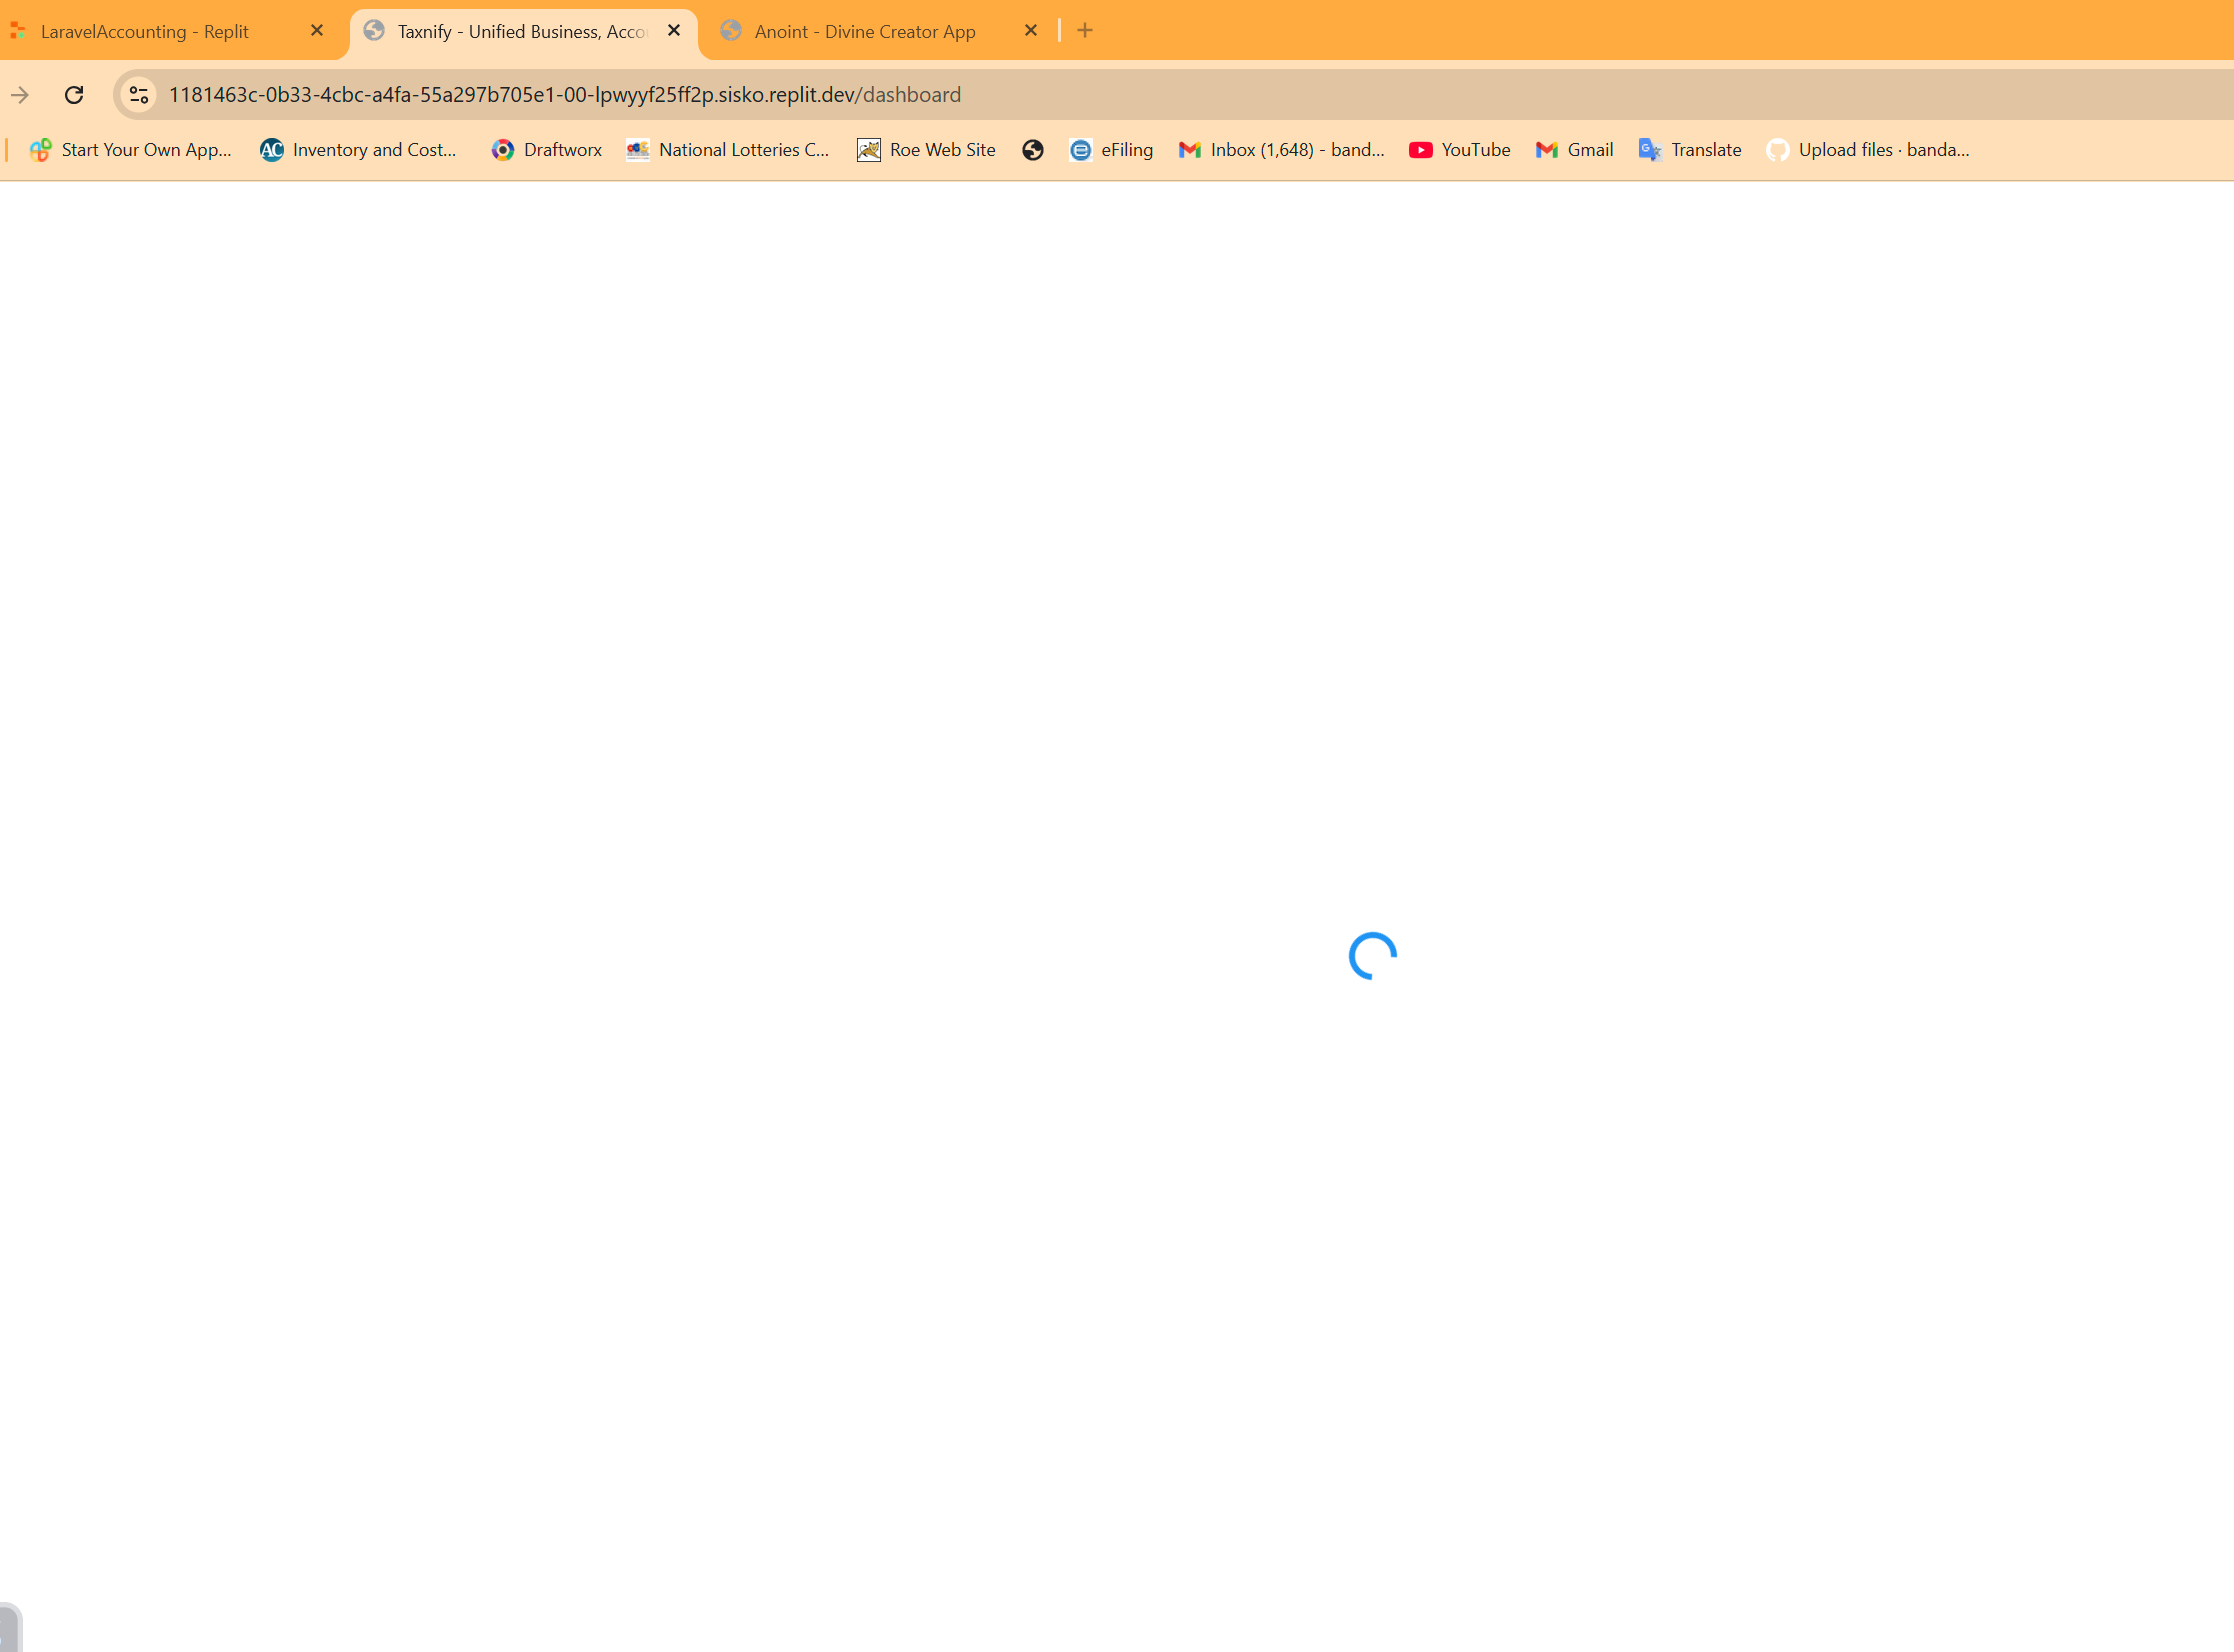 LaravelAccounting - Replit
Taxnify - Unified Business, Acco
Anoint - Divine Creator App
1181463c-0b33-4cbc-a4fa-55a297b705e1-00-lpwyyf25ff2p.sisko.replit.dev/dashboard
Start Your Own App... AC Inventory and Cost... Draftworx National Lotteries C... Roe Web Site eFiling Inbox (1,648) - band... YouTube Gmail Translate Upload files · banda...